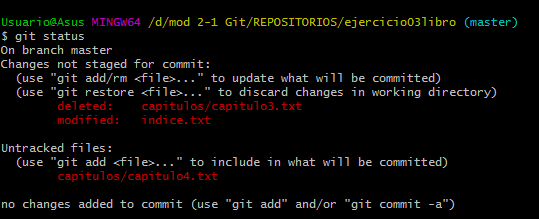 Usuario@Asus MINGW64 /d/mod 2-1 Git/REPOSITORIOS/ejercicio03libro (master)
$ git status
On branch master
Changes not staged for commit:
  (use "git add/rm <file>..." to update what will be committed)
  (use "git restore <file>..." to discard changes in working directory)
        deleted:    capitulos/capitulo3.txt
        modified:   indice.txt

Untracked files:
  (use "git add <file>..." to include in what will be committed)
        capitulos/capitulo4.txt

no changes added to commit (use "git add" and/or "git commit -a")